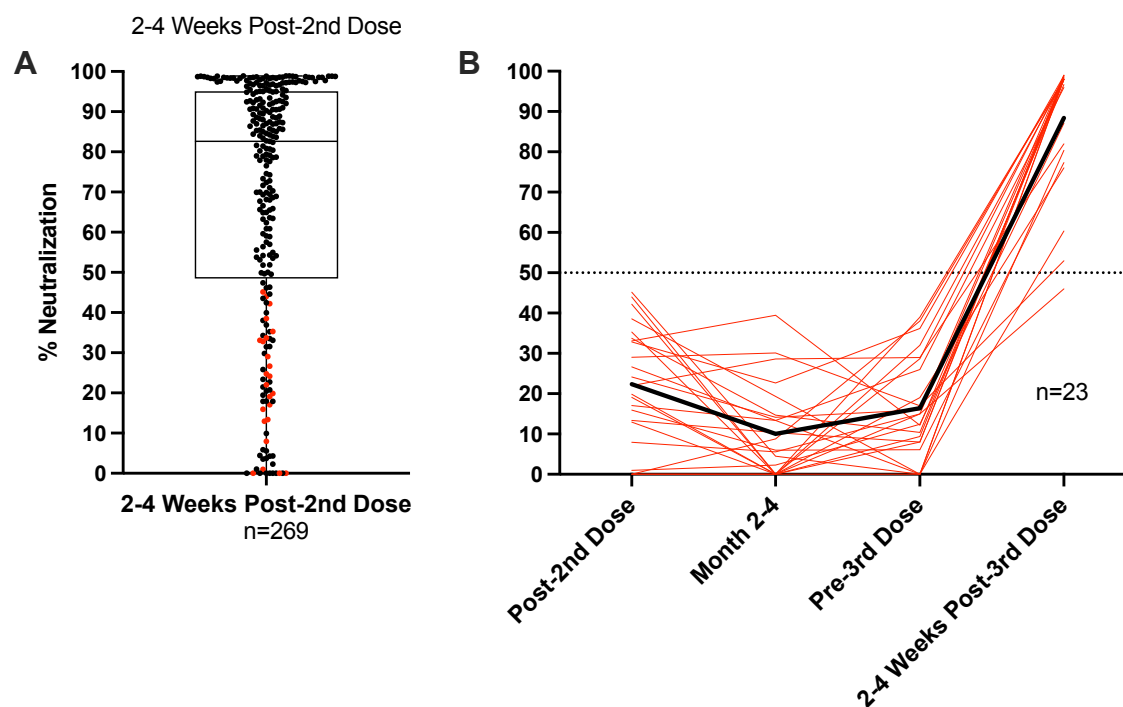 2-4 Weeks Post-2nd Dose
A
B
% Neutralization
100
90
80
70
60
50
40
30
20
10
0
2-4 Weeks Post-2nd Dose
n=269
100
90
80
70
60
50
40
30
20
10
0
n=23
Post-2nd Dose
Month 2-4
Pre-3rd Dose
2-4 Weeks Post-3rd Dose